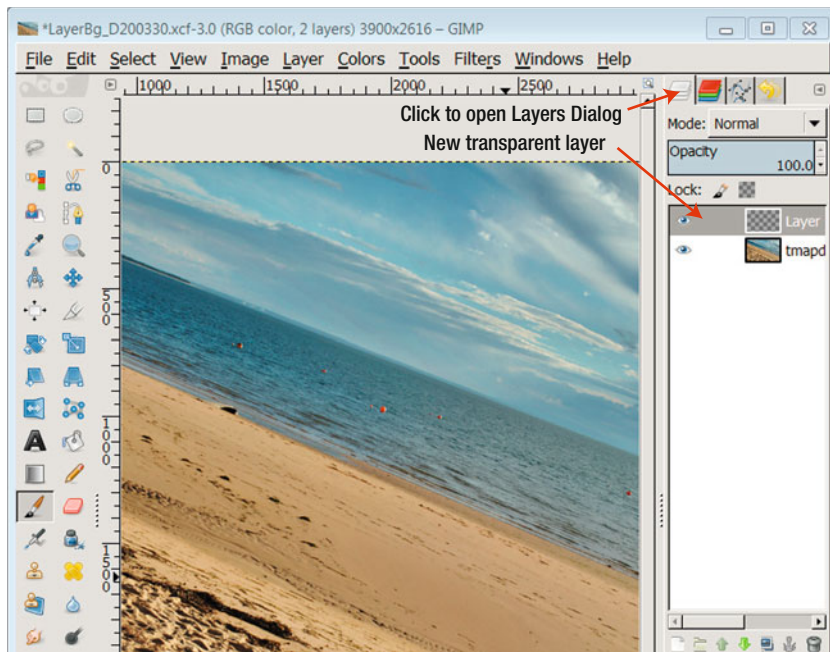 *LayerBg_D200330.xcf-3.0 (RGB color, 2 layers) 3900x2616 – GIMP
File Edit Select View Image Layer Colors Tools Filters Windows Help
1000 1500 2000 2500
Click to open Layers Dialog
New transparent layer
Mode: Normal
Opacity
100.0
Lock:
Layer
tmapd
0
500
1000
1500